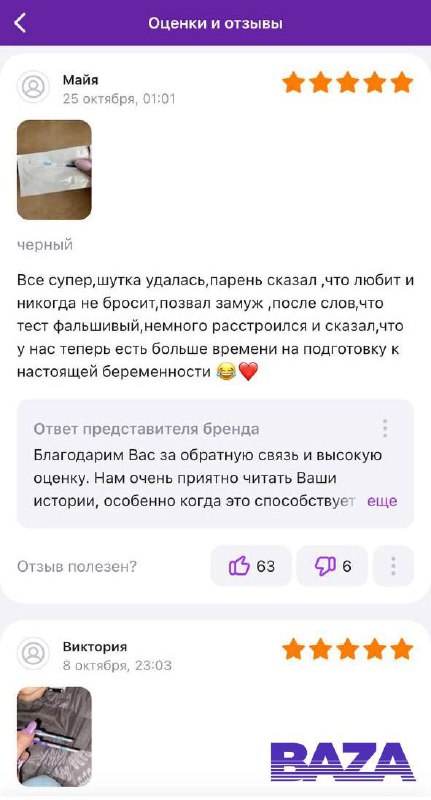 Оценки и отзывы
Майя
25 октября, 01:01
черный
Все супер,шутка удалась,парень сказал ,что любит и
никогда не бросит,позвал замуж ,после слов,что
тест фальшивый,немного расстроился и сказал,что
у нас теперь есть больше времени на подготовку к
настоящей беременности 😂❤️
Ответ представителя бренда
Благодарим Вас за обратную связь и высокую
оценку. Нам очень приятно читать Ваши
истории, особенно когда это способствует еще
Отзыв полезен?
63
6
Виктория
8 октября, 23:03
BAZA